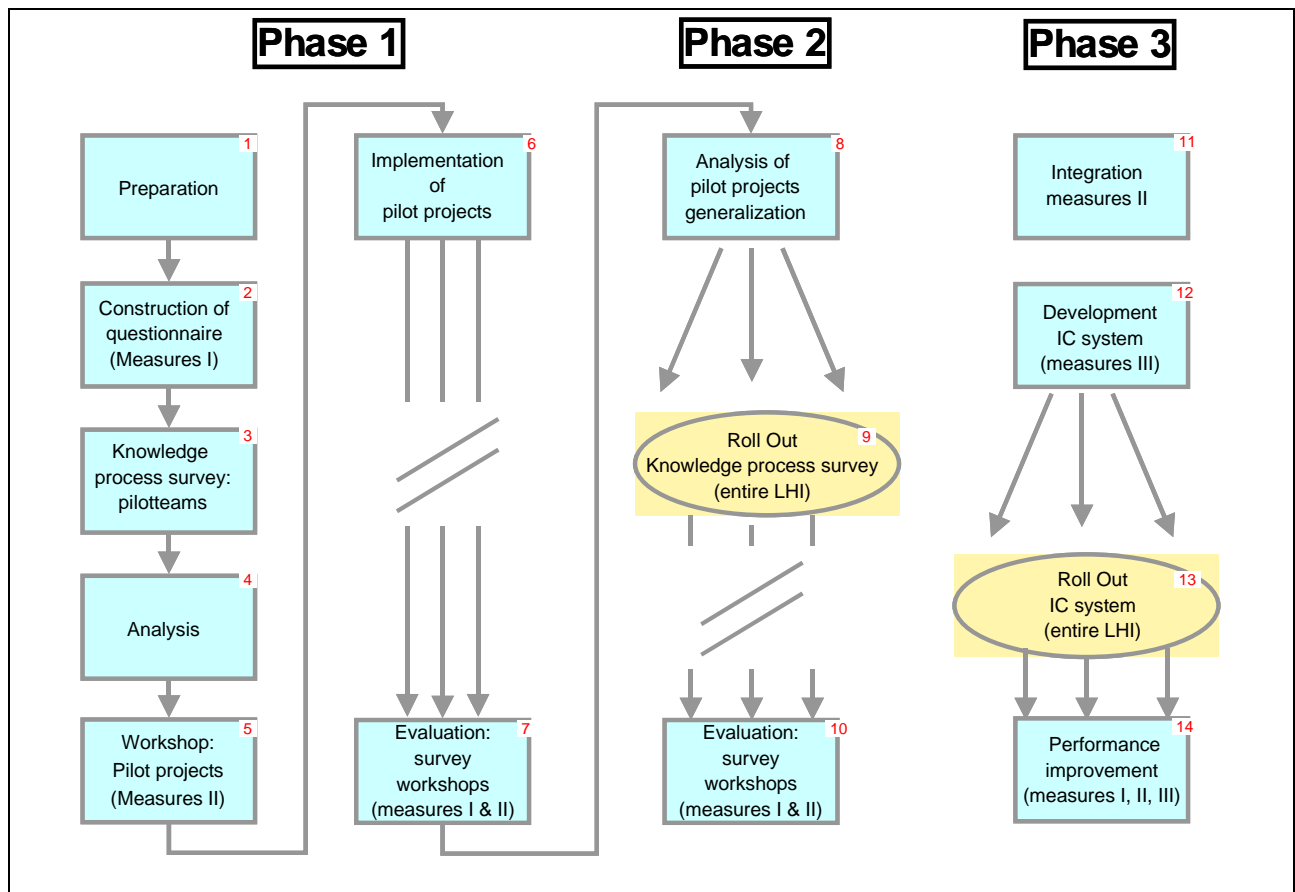 Phase 1
Phase 2
Phase 3
1
Preparation
2
Construction of
questionnaire
(Measures I)
3
Knowledge
process survey:
pilotteams
4
Analysis
5
Workshop:
Pilot projects
(Measures II)
6
Implementation
of
pilot projects
7
Evaluation:
survey
workshops
(measures I & II)
8
Analysis of
pilot projects
generalization
9
Roll Out
Knowledge process survey
(entire LHI)
10
Evaluation:
survey
workshops
(measures I & II)
11
Integration
measures II
12
Development
IC system
(measures III)
13
Roll Out
IC system
(entire LHI)
14
Performance
improvement
(measures I, II, III)